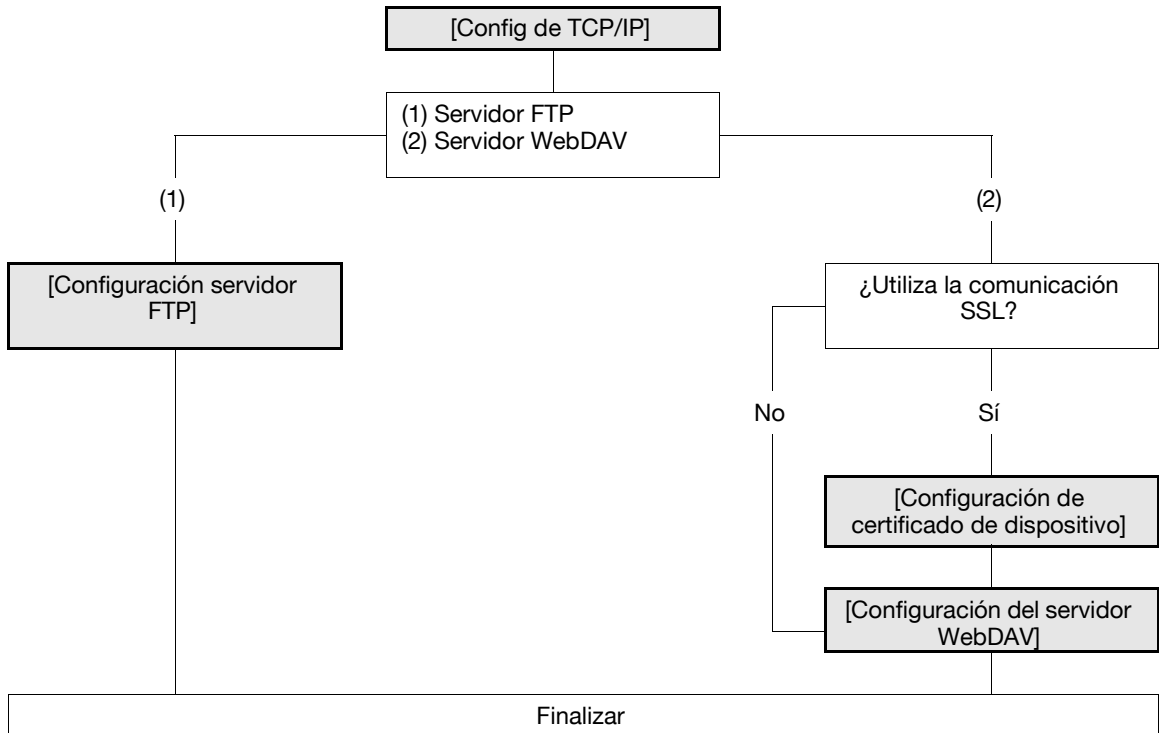 [Config de TCP/IP]
(1) Servidor FTP
(2) Servidor WebDAV
(1)
(2)
[Configuración servidor
FTP]
¿Utiliza la comunicación
SSL?
No
Sí
[Configuración de
certificado de dispositivo]
[Configuración del servidor
WebDAV]
Finalizar